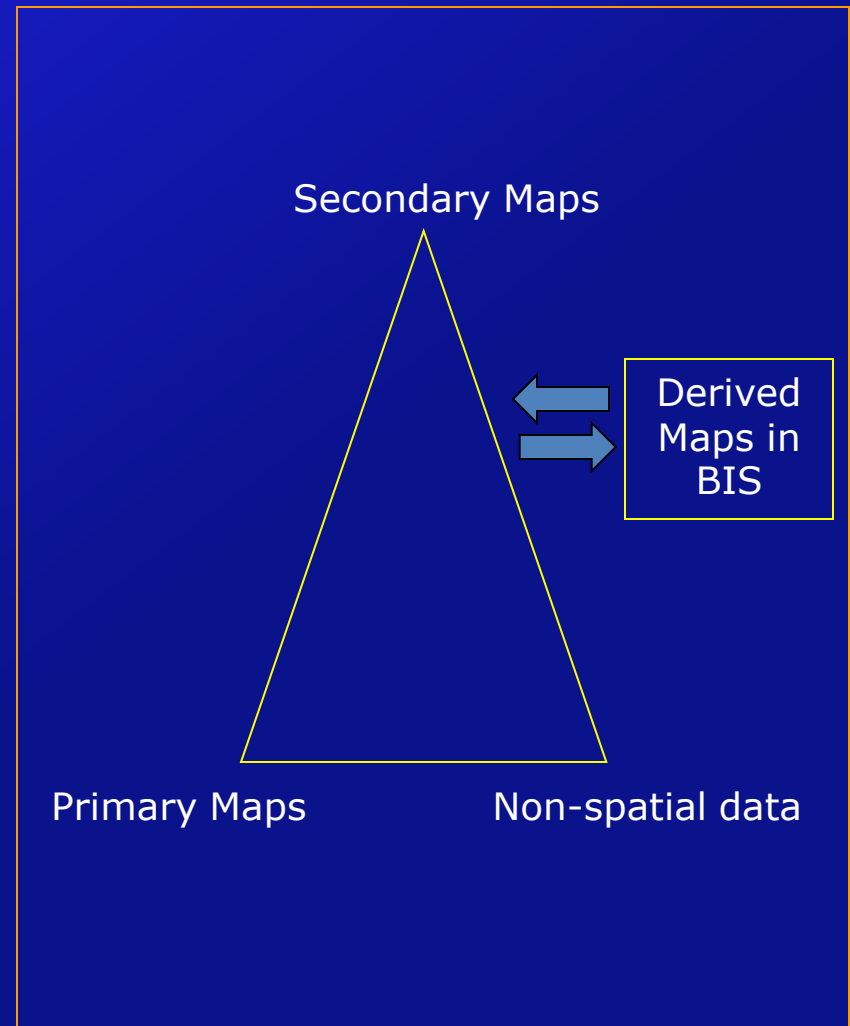 Secondary Maps
Derived
Maps in
BIS
Primary Maps
Non-spatial data